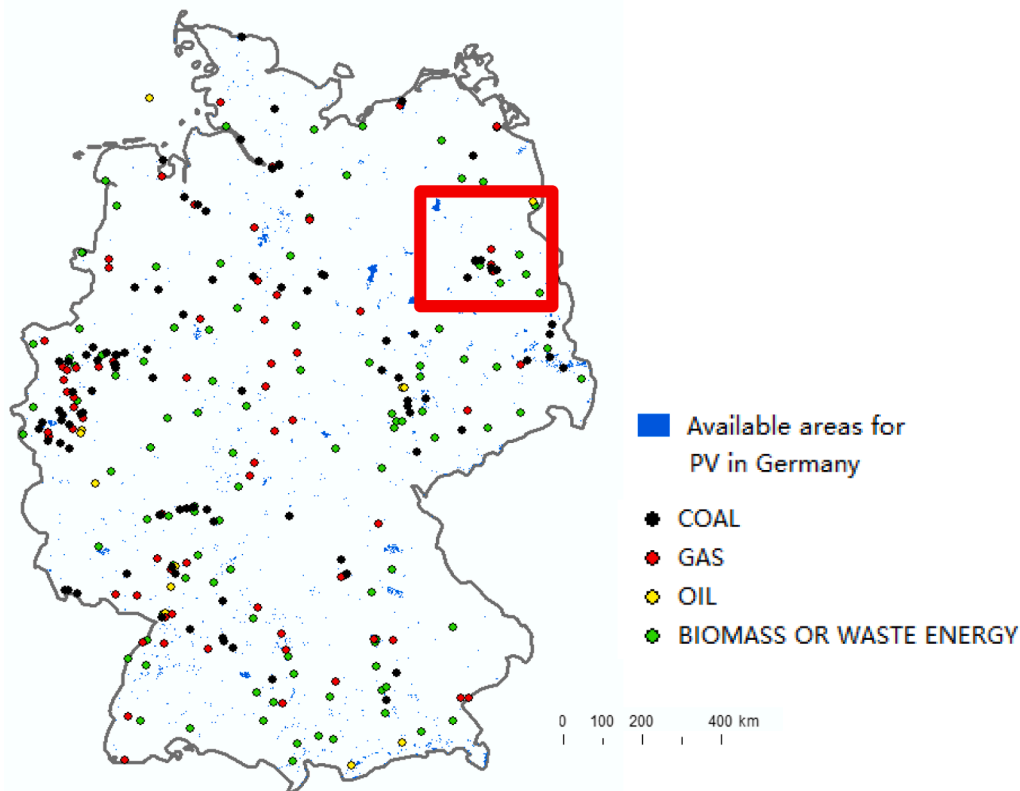 Available areas for
PV in Germany
COAL
GAS
OIL
BIOMASS OR WASTE ENERGY
0 100 200 400 km